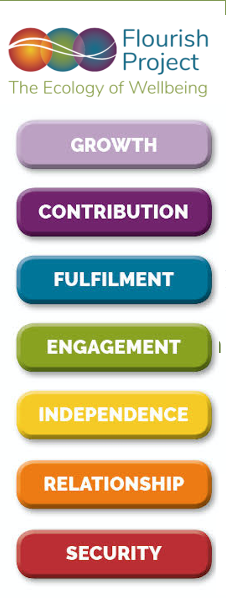 Flourish
Project
The Ecology of Wellbeing
GROWTH
CONTRIBUTION
FULFILMENT
ENGAGEMENT
INDEPENDENCE
RELATIONSHIP
SECURITY